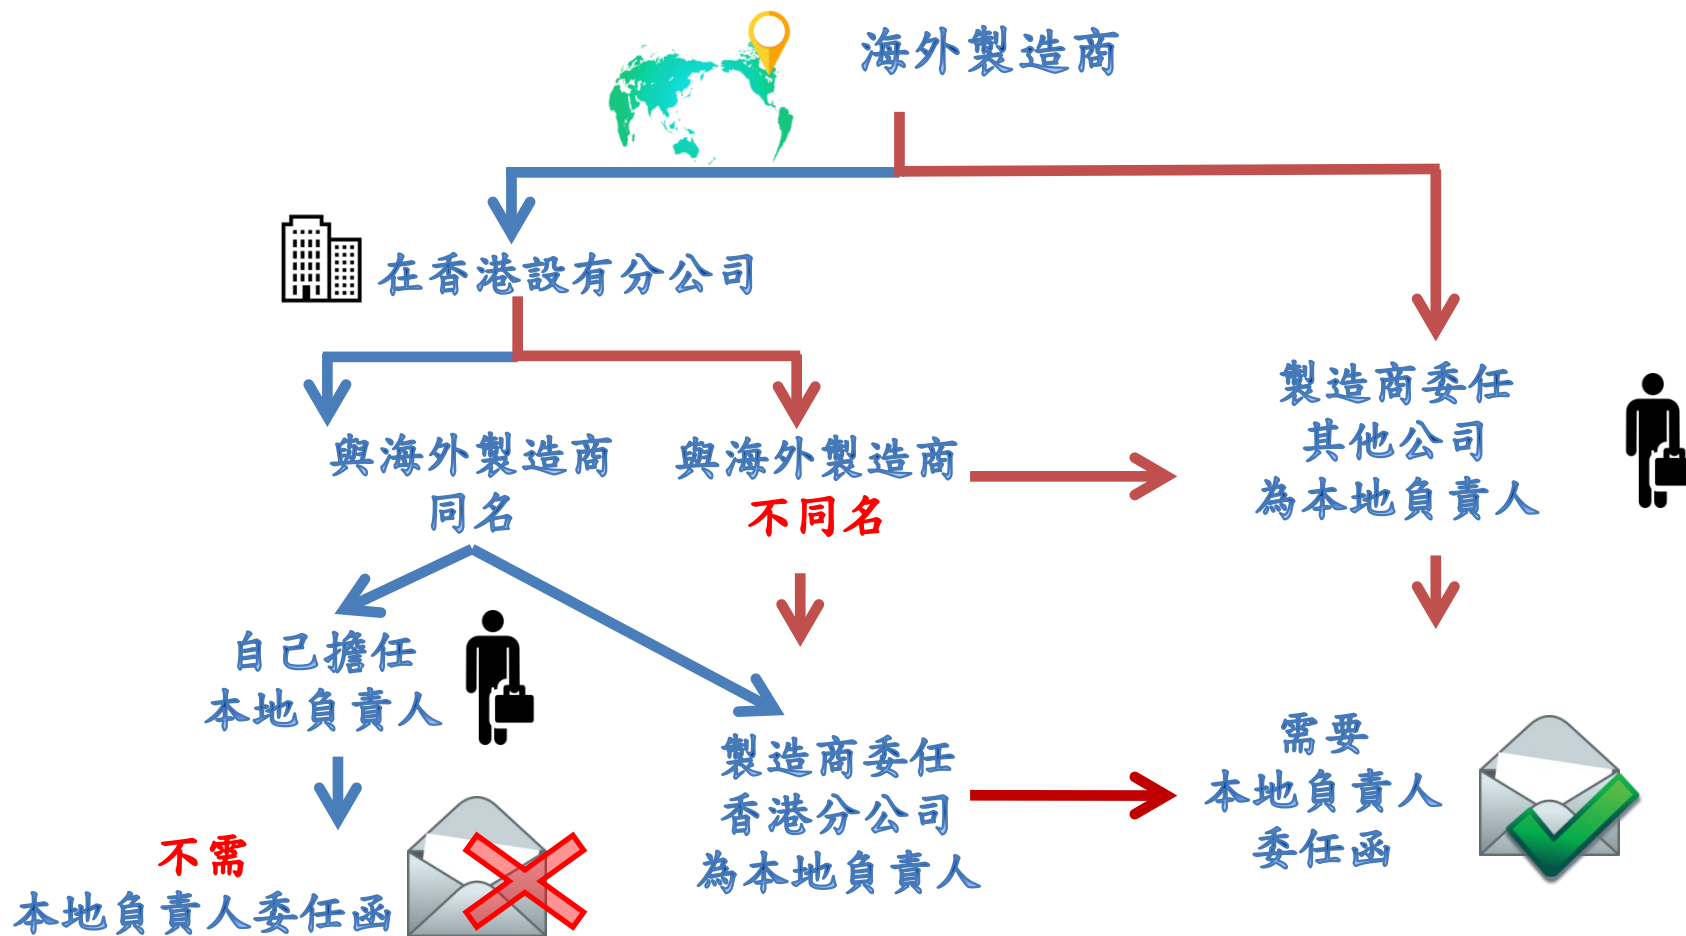 海外製造商
在香港設有分公司
與海外製造商
同名
與海外製造商
不同名
製造商委任
其他公司
為本地負責人
自己擔任
本地負責人
不需
本地負責人委任函
製造商委任
香港分公司
為本地負責人
需要
本地負責人
委任函